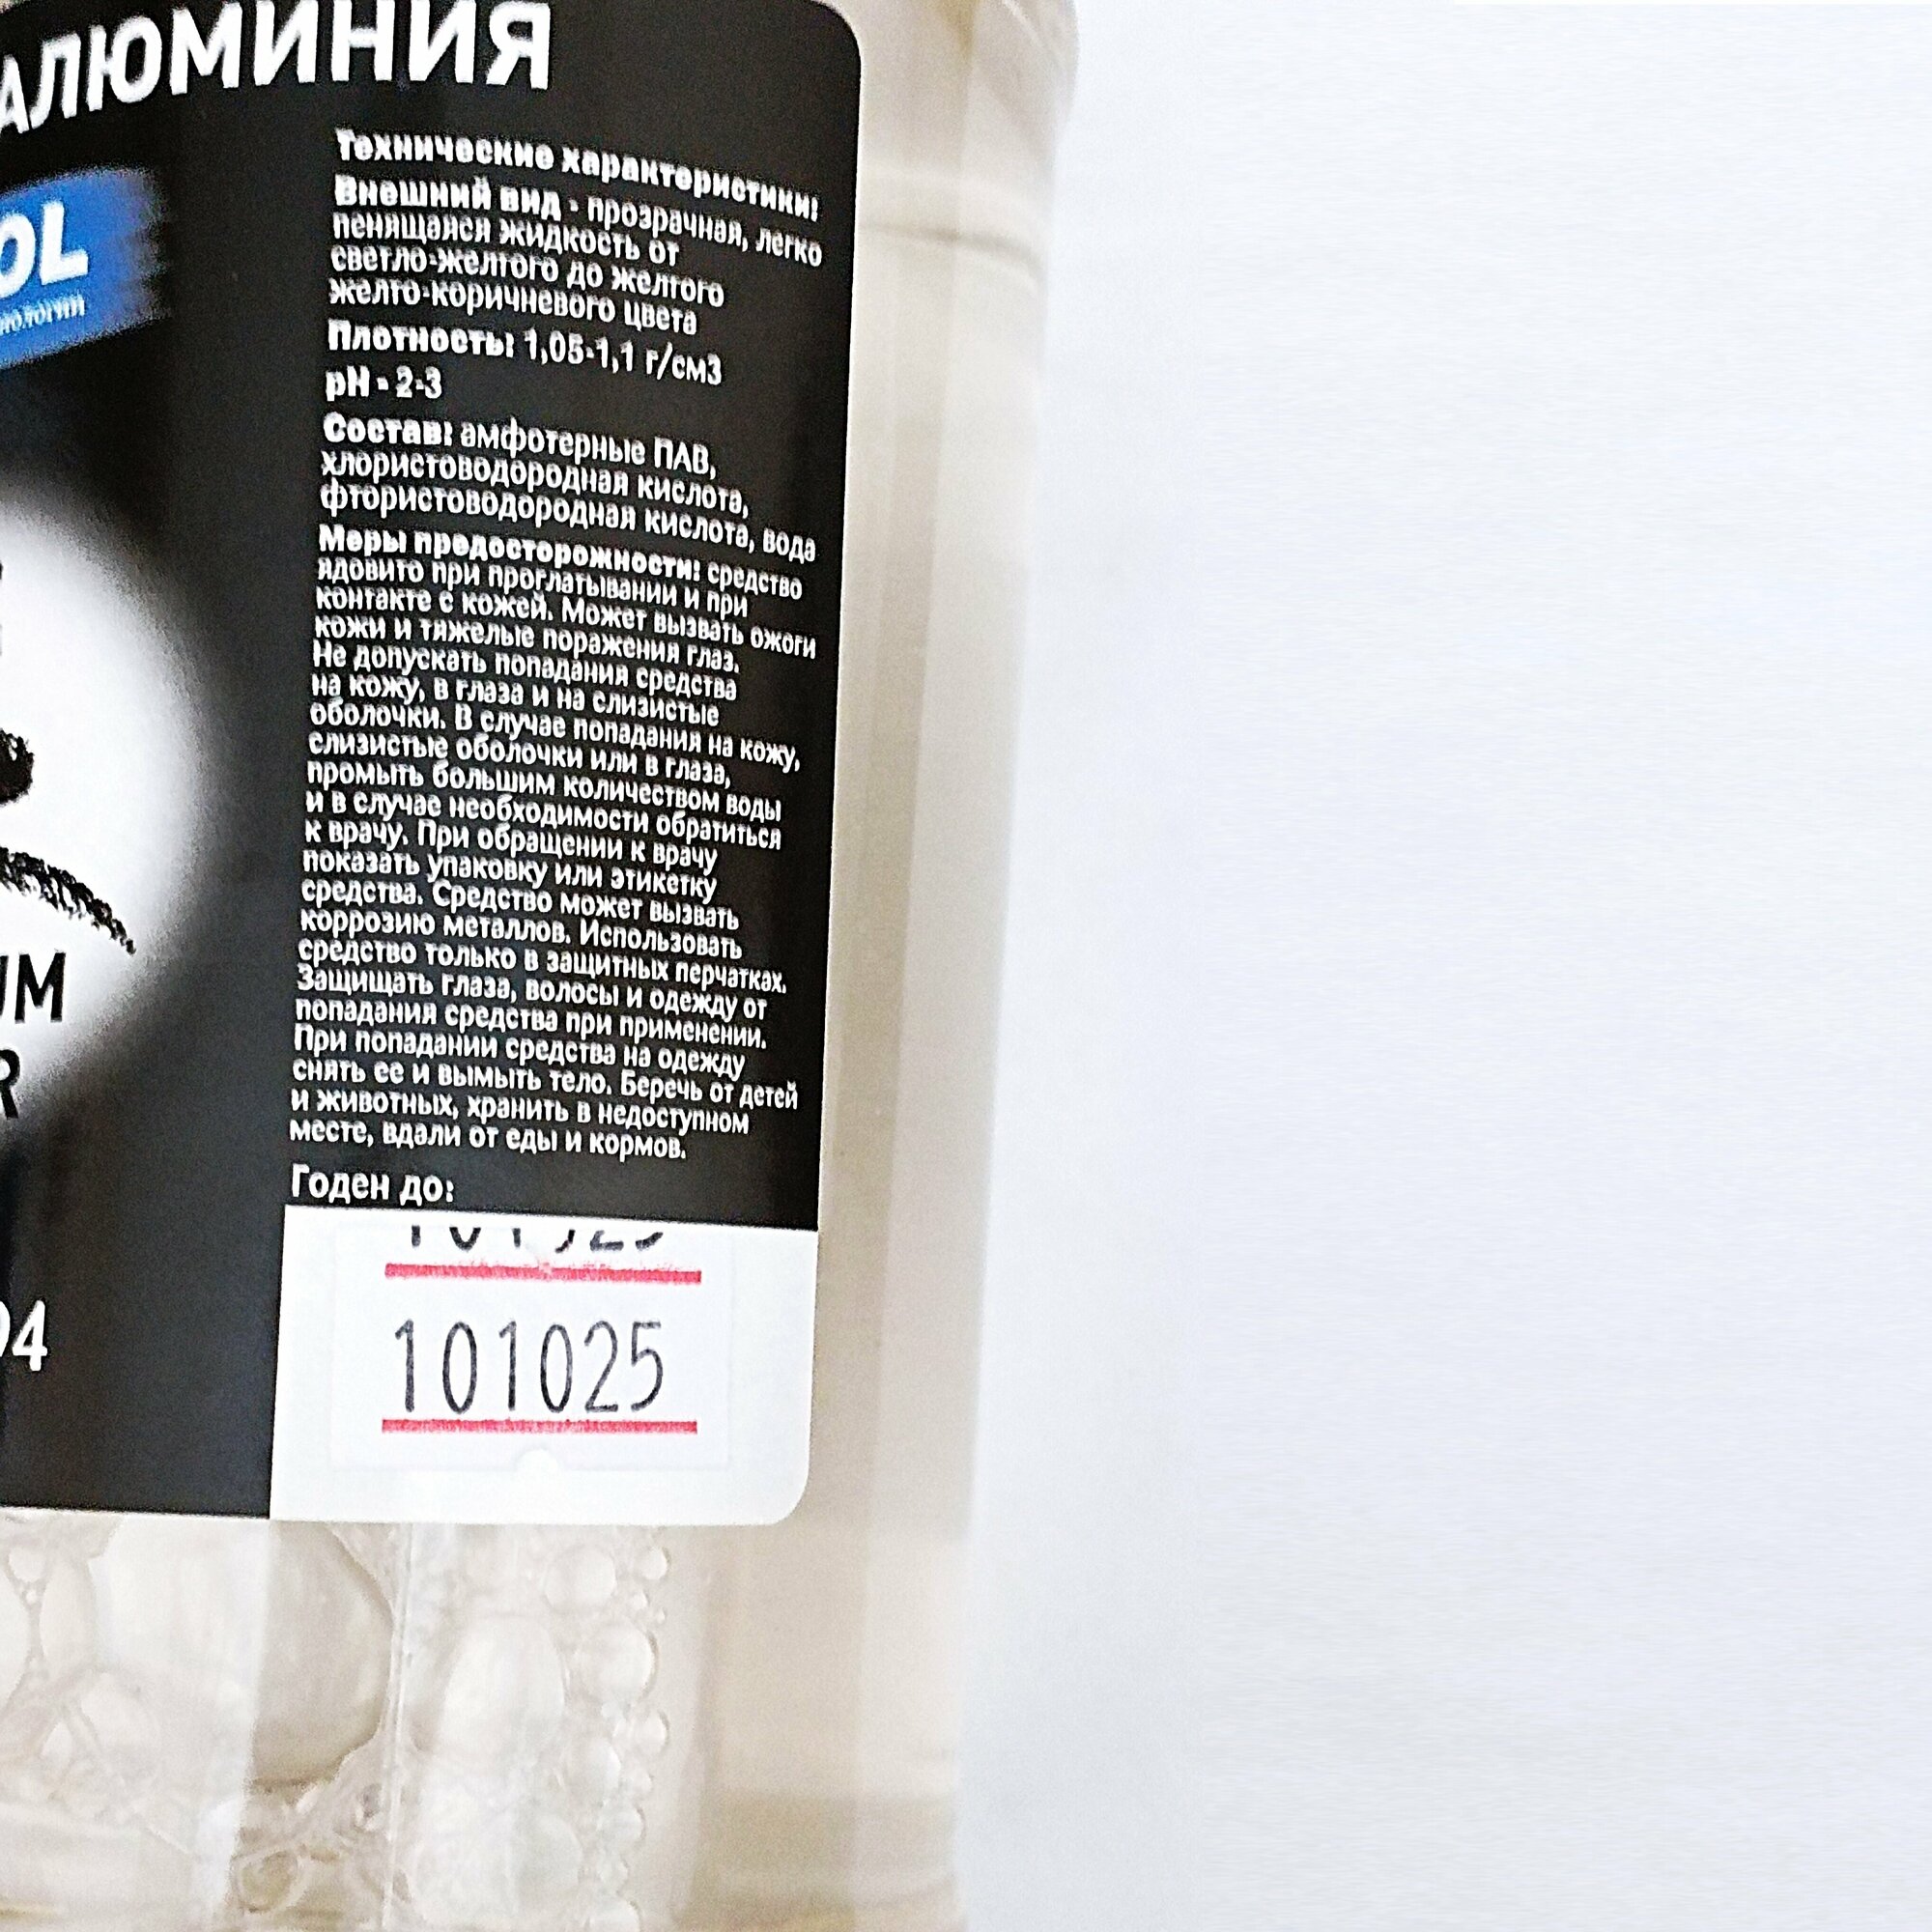 АЛЮМИНИЯ
OL
Технические характеристики:
Внешний вид - прозрачная, легко
пенящаяся жидкость от
светло-желтого до желтого
желто-коричневого цвета
Плотность: 1,05-1,1 г/см3
pH - 2-3
Состав: амфотерные ПАВ,
хлористоводородная кислота,
фтористоводородная кислота, вода
Меры предосторожности: средство
ядовито при проглатывании и при
контакте с кожей. Может вызвать ожоги
кожи и тяжелые поражения глаз.
Не допускать попадания средства
на кожу, в глаза и на слизистые
оболочки. В случае попадания на кожу,
слизистые оболочки или в глаза,
промыть большим количеством воды
и в случае необходимости обратиться
к врачу. При обращении к врачу
показать упаковку или этикетку
средства. Средство может вызвать
коррозию металлов. Использовать
средство только в защитных перчатках.
Защищать глаза, волосы и одежду от
попадания средства при применении.
При попадании средства на одежду
снять ее и вымыть тело. Беречь от детей
и животных, хранить в недоступном
месте, вдали от еды и кормов.
UM
R
Годен до:
101025
94